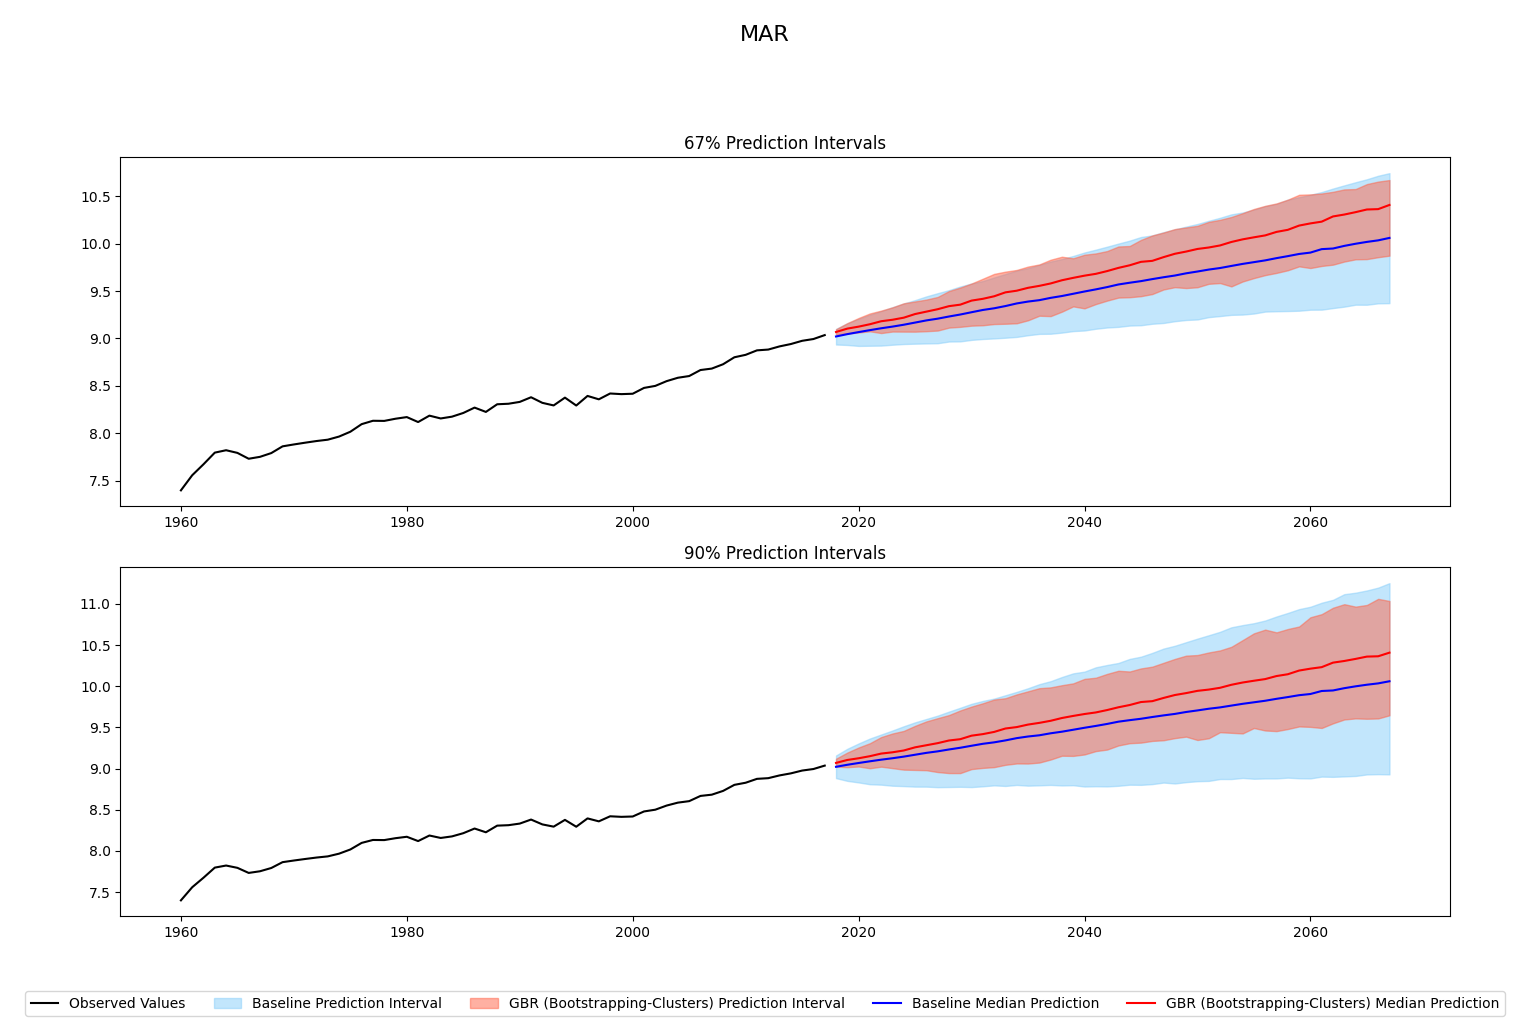 MAR
67% Prediction Intervals
10.5
10.0
9.5
9.0
8.5
8.0
7.5
1960 1980 2000 2020 2040 2060
90% Prediction Intervals
11.0
10.5
10.0
9.5
9.0
8.5
8.0
7.5
1960 1980 2000 2020 2040 2060
Observed Values Baseline Prediction Interval GBR (Bootstrapping-Clusters) Prediction Interval Baseline Median Prediction GBR (Bootstrapping-Clusters) Median Prediction